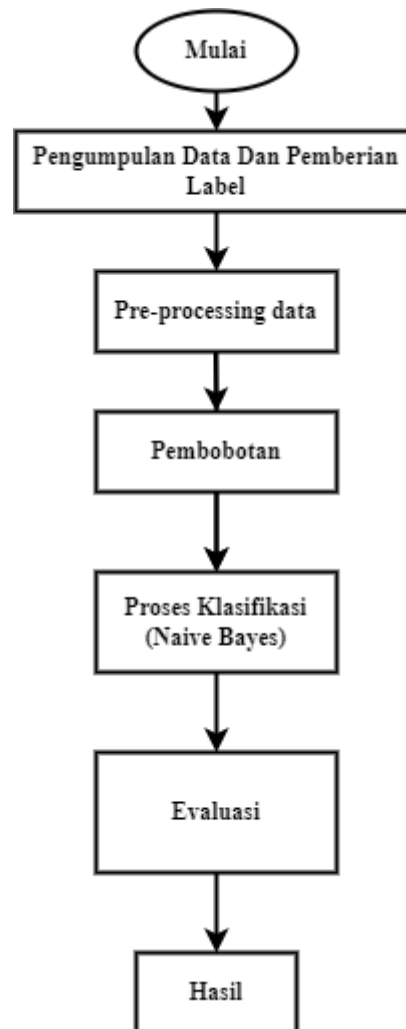 Mulai
Pengumpulan Data Dan Pemberian
Label
Pre-processing data
Pembobotan
Proses Klasifikasi
(Naive Bayes)
Evaluasi
Hasil